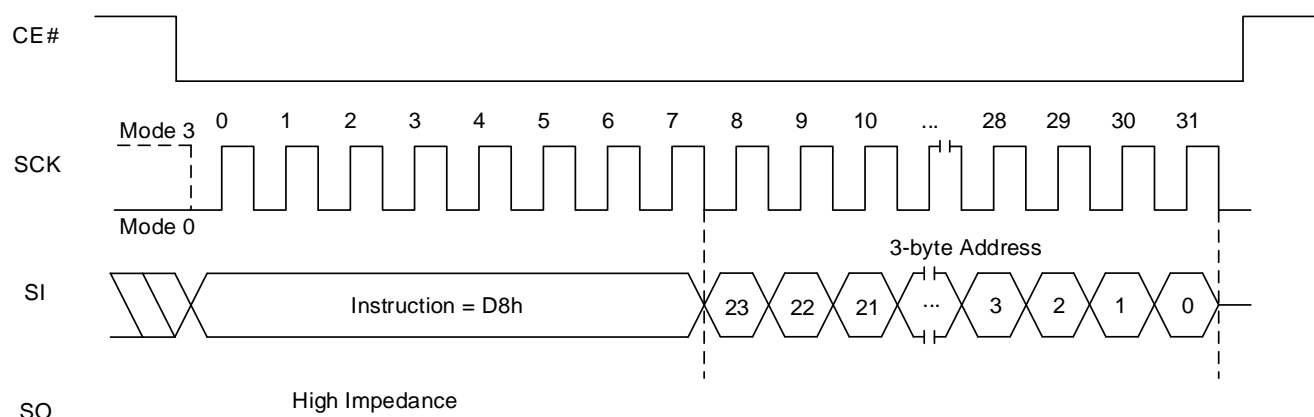 CE#
Mode 3
0 1 2 3 4 5 6 7 8 9 10 ... 28 29 30 31
SCK
Mode 0
3-byte Address
SI
Instruction = D8h
23 22 21 ... 3 2 1 0
High Impedance
SO